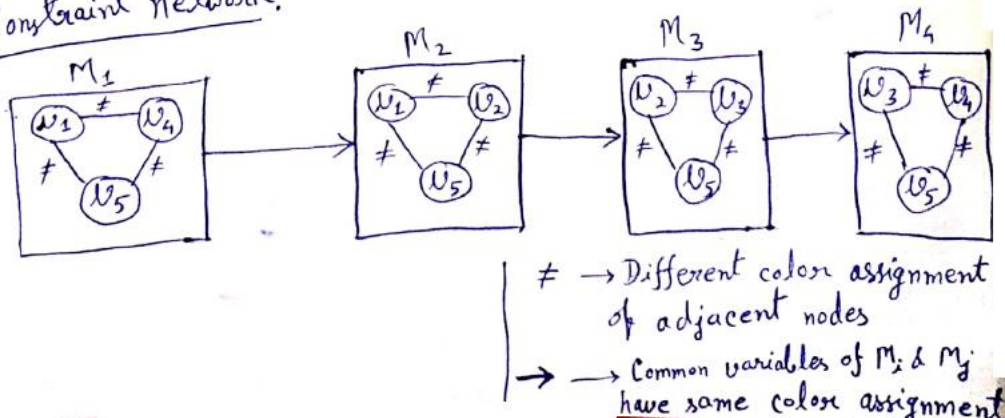 onstraint Network.
M1 M2 M3 M4
v1 ≠ v4 v1 ≠ v2 v2 ≠ v3 v3 ≠ v4
≠ ≠ ≠ ≠ ≠ ≠ ≠ ≠
v5 v5 v5 v5
≠ → Different color assignment
of adjacent nodes
→ → Common variables of Mi & Mj
have same color assignment